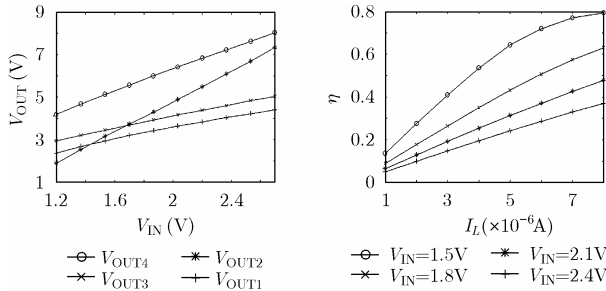 9
7
5
3
1
V_OUT (V)
1.2 1.6 2 2.4
V_IN (V)
V_OUT4 V_OUT2
V_OUT3 V_OUT1
0.8
0.6
0.4
0.2
0
η
1 3 5 7
I_L(×10⁻⁶A)
V_IN=1.5V V_IN=2.1V
V_IN=1.8V V_IN=2.4V